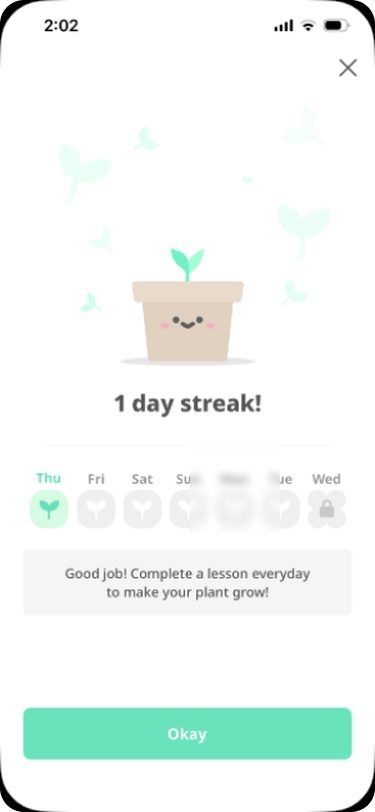 2:02
1 day streak!
Thu Fri Sat Wed
Good job! Complete a lesson everyday
to make your plant grow!
Okay